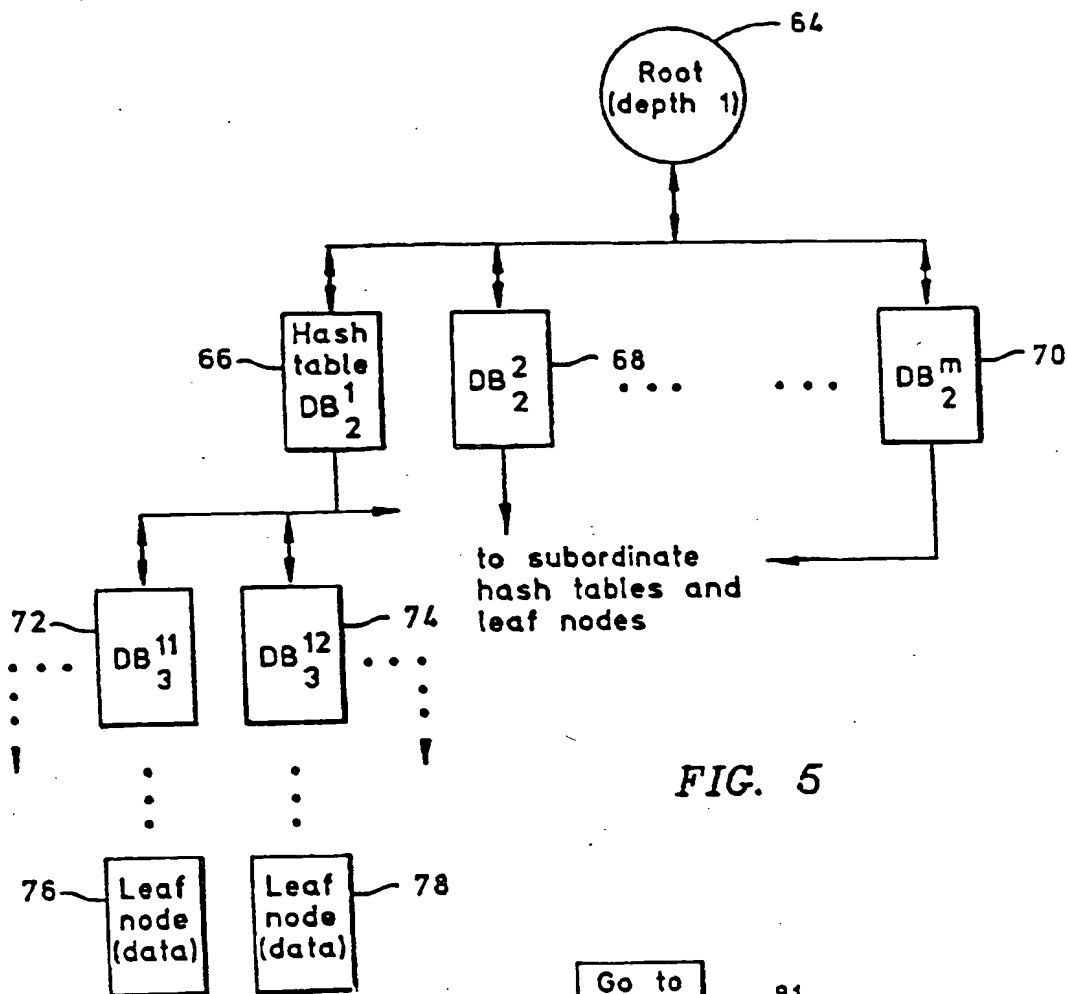 64
Root
(depth 1)
66
Hash
table
DB 1 2
DB 2 2
68
DB m 2
70
to subordinate
hash tables and
leaf nodes
72
DB 11 3
DB 12 3
74
FIG. 5
76
Leaf
node
(data)
Leaf
node
(data)
78
Go to